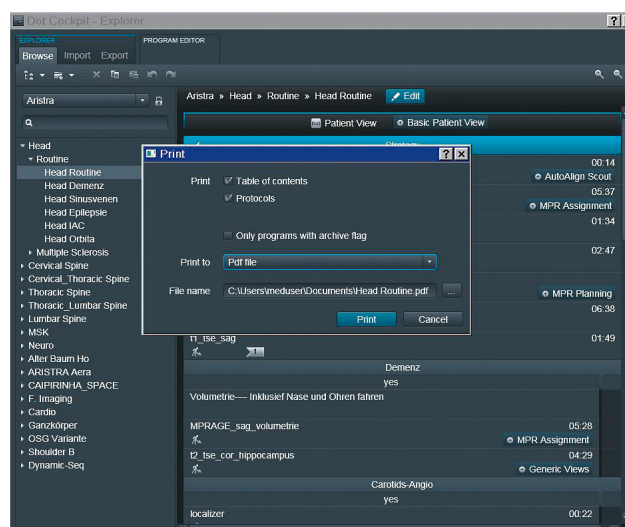 Dot Cockpit - Explorer
EXPLORER
PROGRAM EDITOR
Browse Import Export
Aristra
Aristra » Head » Routine » Head Routine Edit
Patient View Basic Patient View
Head
Routine
Head Routine
Head Demenz
Head Sinusvenen
Head Epilepsie
Head IAC
Head Orbita
Multiple Sclerosis
Cervical Spine
Cervical_Thoracic Spine
Thoracic Spine
Thoracic_Lumbar Spine
Lumbar Spine
MSK
Neuro
Alter Baum Ho
ARISTRA Aera
CAIPIRINHA_SPACE
F. Imaging
Cardio
Ganzkörper
OSG Variante
Shoulder B
Dynamic-Seq
Print
Print Table of contents
Protocols
Only programs with archive flag
Print to Pdf file
File name C:\Users\meduser\Documents\Head Routine.pdf ...
Print Cancel
00:14
AutoAlign Scout
05:37
MPR Assignment
01:34
02:47
MPR Planning
06:38
t1_tse_sag 01:49
1
Demenz
yes
Volumetrie---- Inklusief Nase und Ohren fahren
MPRAGE_sag_volumetrie 05:28
MPR Assignment
t2_tse_cor_hippocampus 04:29
Generic Views
Carotids-Angio
yes
localizer 00:22